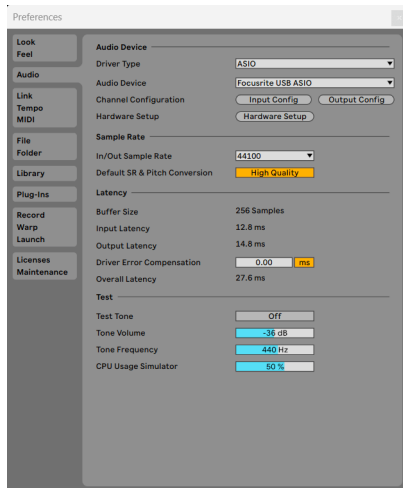 Preferences
Look
Feel
Audio
Link
Tempo
MIDI
File
Folder
Library
Plug-Ins
Record
Warp
Launch
Licenses
Maintenance
Audio Device
Driver Type ASIO
Audio Device Focusrite USB ASIO
Channel Configuration Input Config Output Config
Hardware Setup Hardware Setup
Sample Rate
In/Out Sample Rate 44100
Default SR & Pitch Conversion High Quality
Latency
Buffer Size 256 Samples
Input Latency 12.8 ms
Output Latency 14.8 ms
Driver Error Compensation 0.00 ms
Overall Latency 27.6 ms
Test
Test Tone Off
Tone Volume -36 dB
Tone Frequency 440 Hz
CPU Usage Simulator 50 %